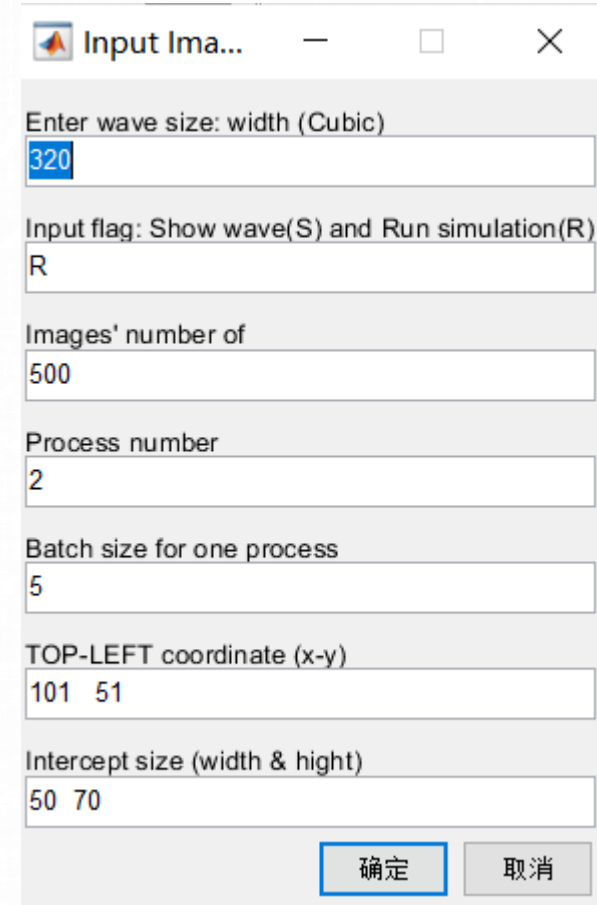 Input Ima...
Enter wave size: width (Cubic)
320
Input flag: Show wave(S) and Run simulation(R)
R
Images' number of
500
Process number
2
Batch size for one process
5
TOP-LEFT coordinate (x-y)
101 51
Intercept size (width & hight)
50 70
确定 取消